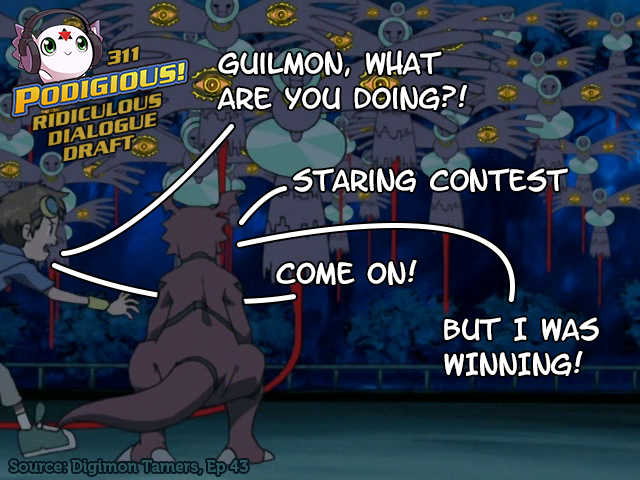 311
PODIGIOUS!
RIDICULOUS
DIALOGUE
DRAFT
GUILMON, WHAT
ARE YOU DOING?!
STARING CONTEST
COME ON!
BUT I WAS
WINNING!
Source: Digimon Tamers, Ep 43